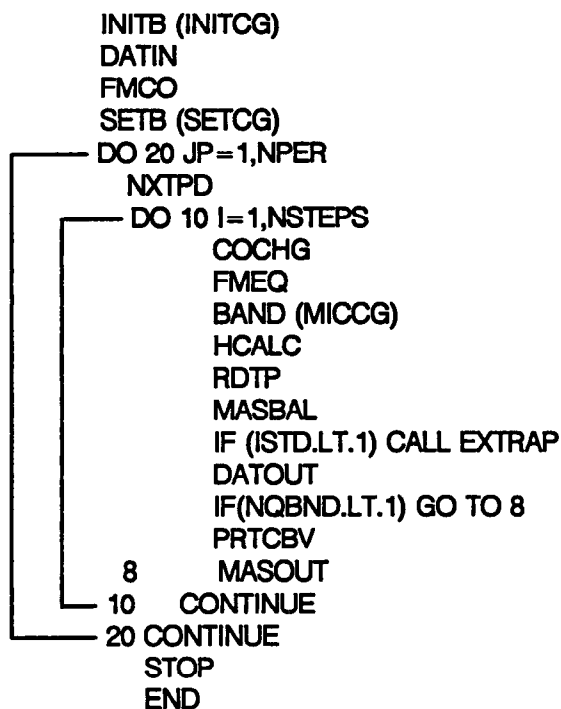 INITB (INITCG)
DATIN
FMCO
SETB (SETCG)
DO 20 JP=1,NPER
NXTPD
DO 10 I=1,NSTEPS
COCHG
FMEQ
BAND (MICCG)
HCALC
RDTP
MASBAL
IF (ISTD.LT.1) CALL EXTRAP
DATOUT
IF(NQBND.LT.1) GO TO 8
PRTCBV
8 MASOUT
10 CONTINUE
20 CONTINUE
STOP
END